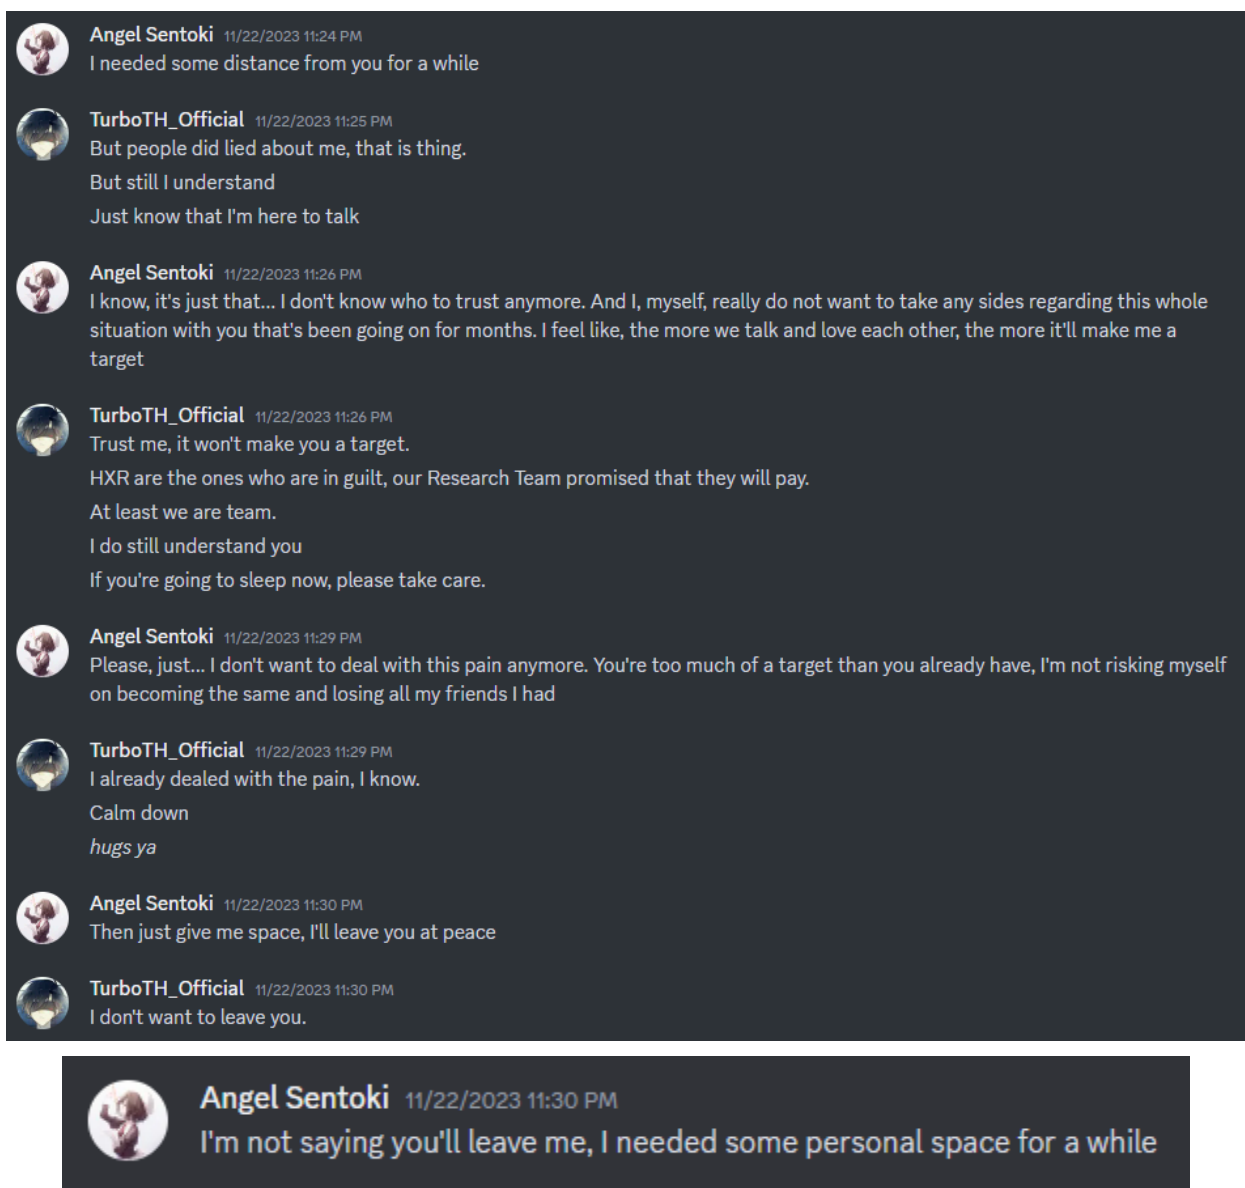 Angel Sentoki 11/22/2023 11:24 PM
I needed some distance from you for a while
TurboTH_Official 11/22/2023 11:25 PM
But people did lied about me, that is thing.
But still I understand
Just know that I'm here to talk
Angel Sentoki 11/22/2023 11:26 PM
I know, it's just that... I don't know who to trust anymore. And I, myself, really do not want to take any sides regarding this whole
situation with you that's been going on for months. I feel like, the more we talk and love each other, the more it'll make me a
target
TurboTH_Official 11/22/2023 11:26 PM
Trust me, it won't make you a target.
HXR are the ones who are in guilt, our Research Team promised that they will pay.
At least we are team.
I do still understand you
If you're going to sleep now, please take care.
Angel Sentoki 11/22/2023 11:29 PM
Please, just... I don't want to deal with this pain anymore. You're too much of a target than you already have, I'm not risking myself
on becoming the same and losing all my friends I had
TurboTH_Official 11/22/2023 11:29 PM
I already dealed with the pain, I know.
Calm down
hugs ya
Angel Sentoki 11/22/2023 11:30 PM
Then just give me space, I'll leave you at peace
TurboTH_Official 11/22/2023 11:30 PM
I don't want to leave you.
Angel Sentoki 11/22/2023 11:30 PM
I'm not saying you'll leave me, I needed some personal space for a while